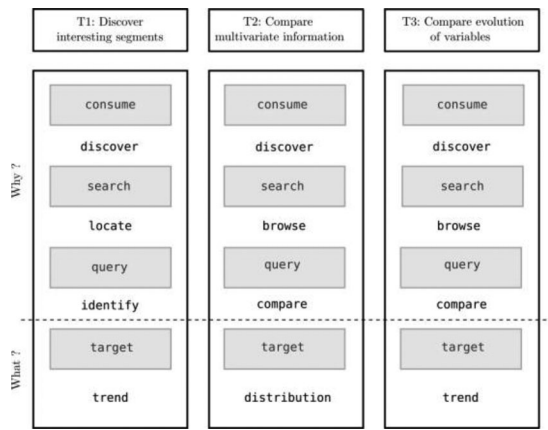 T1: Discover
interesting segments
T2: Compare
multivariate information
T3: Compare evolution
of variables
Why ?
consume
discover
search
locate
query
identify
consume
discover
search
browse
query
compare
consume
discover
search
browse
query
compare
What ?
target
trend
target
distribution
target
trend